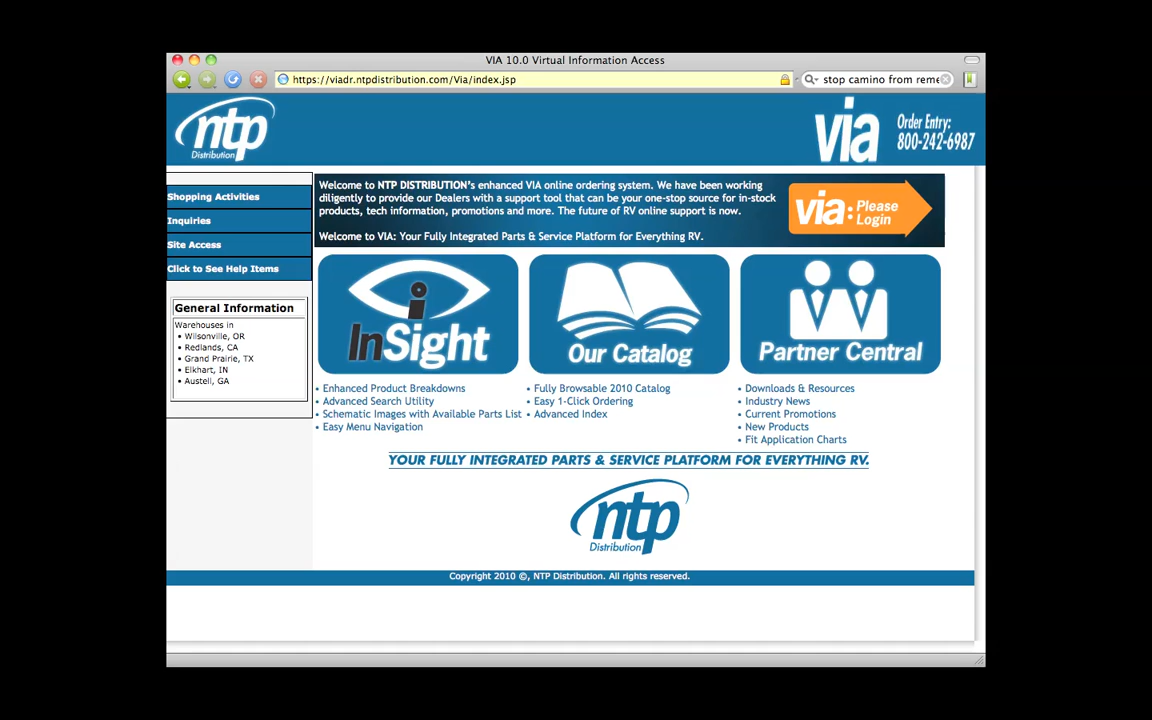 VIA 10.0 Virtual Information Access
https://viadr.ntpdistribution.com/Via/index.jsp
stop camino from reme
ntp
Distribution
via
Order Entry:
800-242-6987
Shopping Activities
Inquiries
Site Access
Click to See Help Items
General Information
Warehouses in
• Wilsonville, OR
• Redlands, CA
• Grand Prairie, TX
• Elkhart, IN
• Austell, GA
Welcome to NTP DISTRIBUTION's enhanced VIA online ordering system. We have been working
diligently to provide our Dealers with a support tool that can be your one-stop source for in-stock
products, tech information, promotions and more. The future of RV online support is now.
Welcome to VIA: Your Fully Integrated Parts & Service Platform for Everything RV.
via: Please
Login
i
InSight
Our Catalog
Partner Central
• Enhanced Product Breakdowns
• Advanced Search Utility
• Schematic Images with Available Parts List
• Easy Menu Navigation
• Fully Browsable 2010 Catalog
• Easy 1-Click Ordering
• Advanced Index
• Downloads & Resources
• Industry News
• Current Promotions
• New Products
• Fit Application Charts
YOUR FULLY INTEGRATED PARTS & SERVICE PLATFORM FOR EVERYTHING RV.
ntp
Distribution
Copyright 2010 ©, NTP Distribution. All rights reserved.